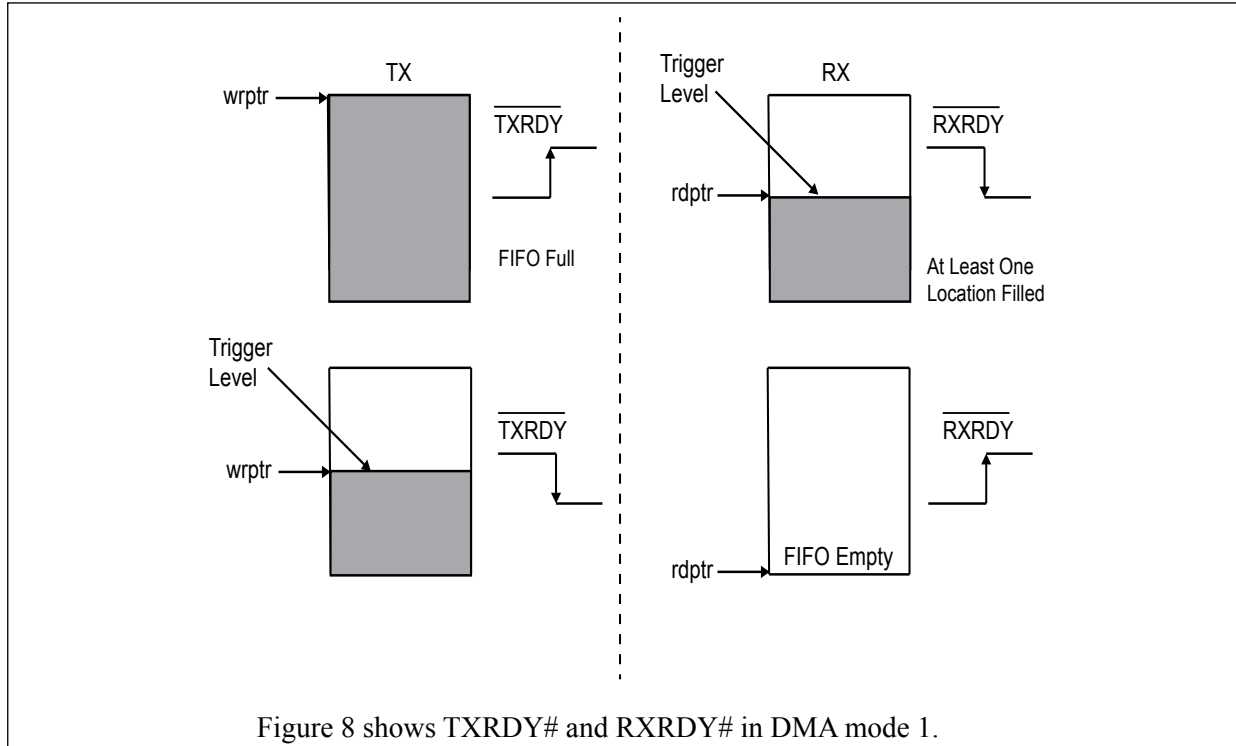 TX
wrptr
TXRDY
FIFO Full
Trigger
Level
wrptr
TXRDY
Trigger
Level
RX
RXRDY
rdptr
At Least One
Location Filled
RXRDY
FIFO Empty
rdptr
Figure 8 shows TXRDY# and RXRDY# in DMA mode 1.